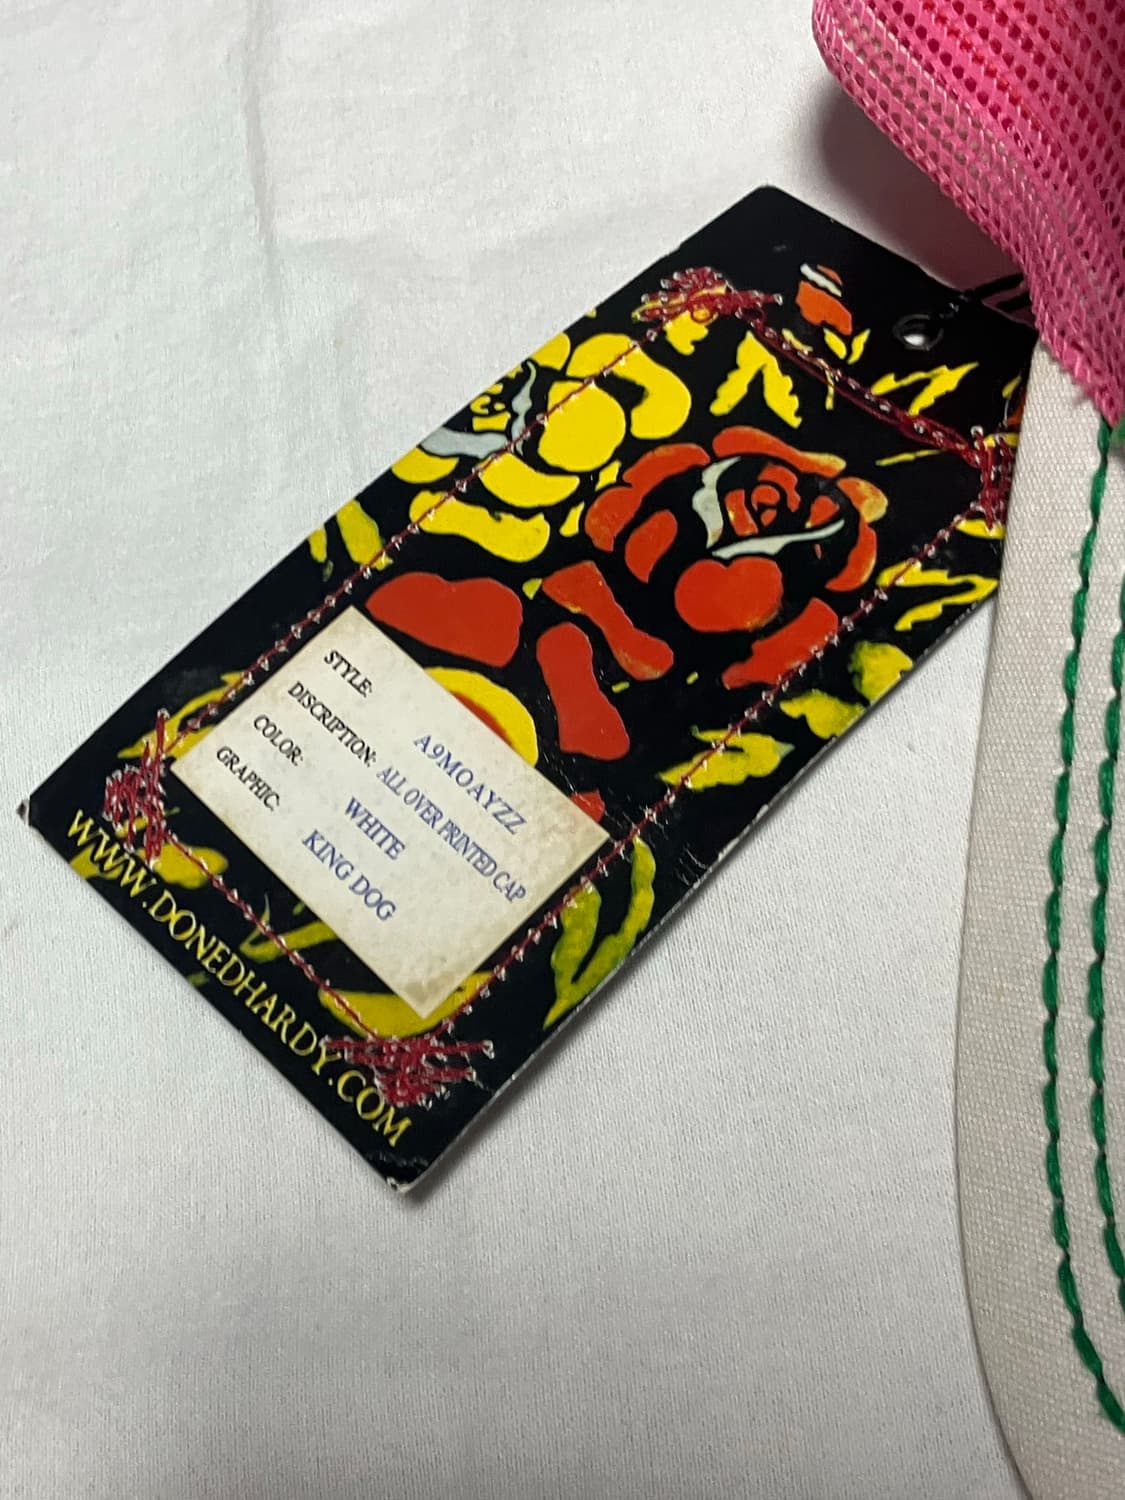 STYLE: A9MOAYZZ
DISCRIPTION: ALL OVER PRINTED CAP
COLOR: WHITE
GRAPHIC: KING DOG
WWW.DONEDHARDY.COM